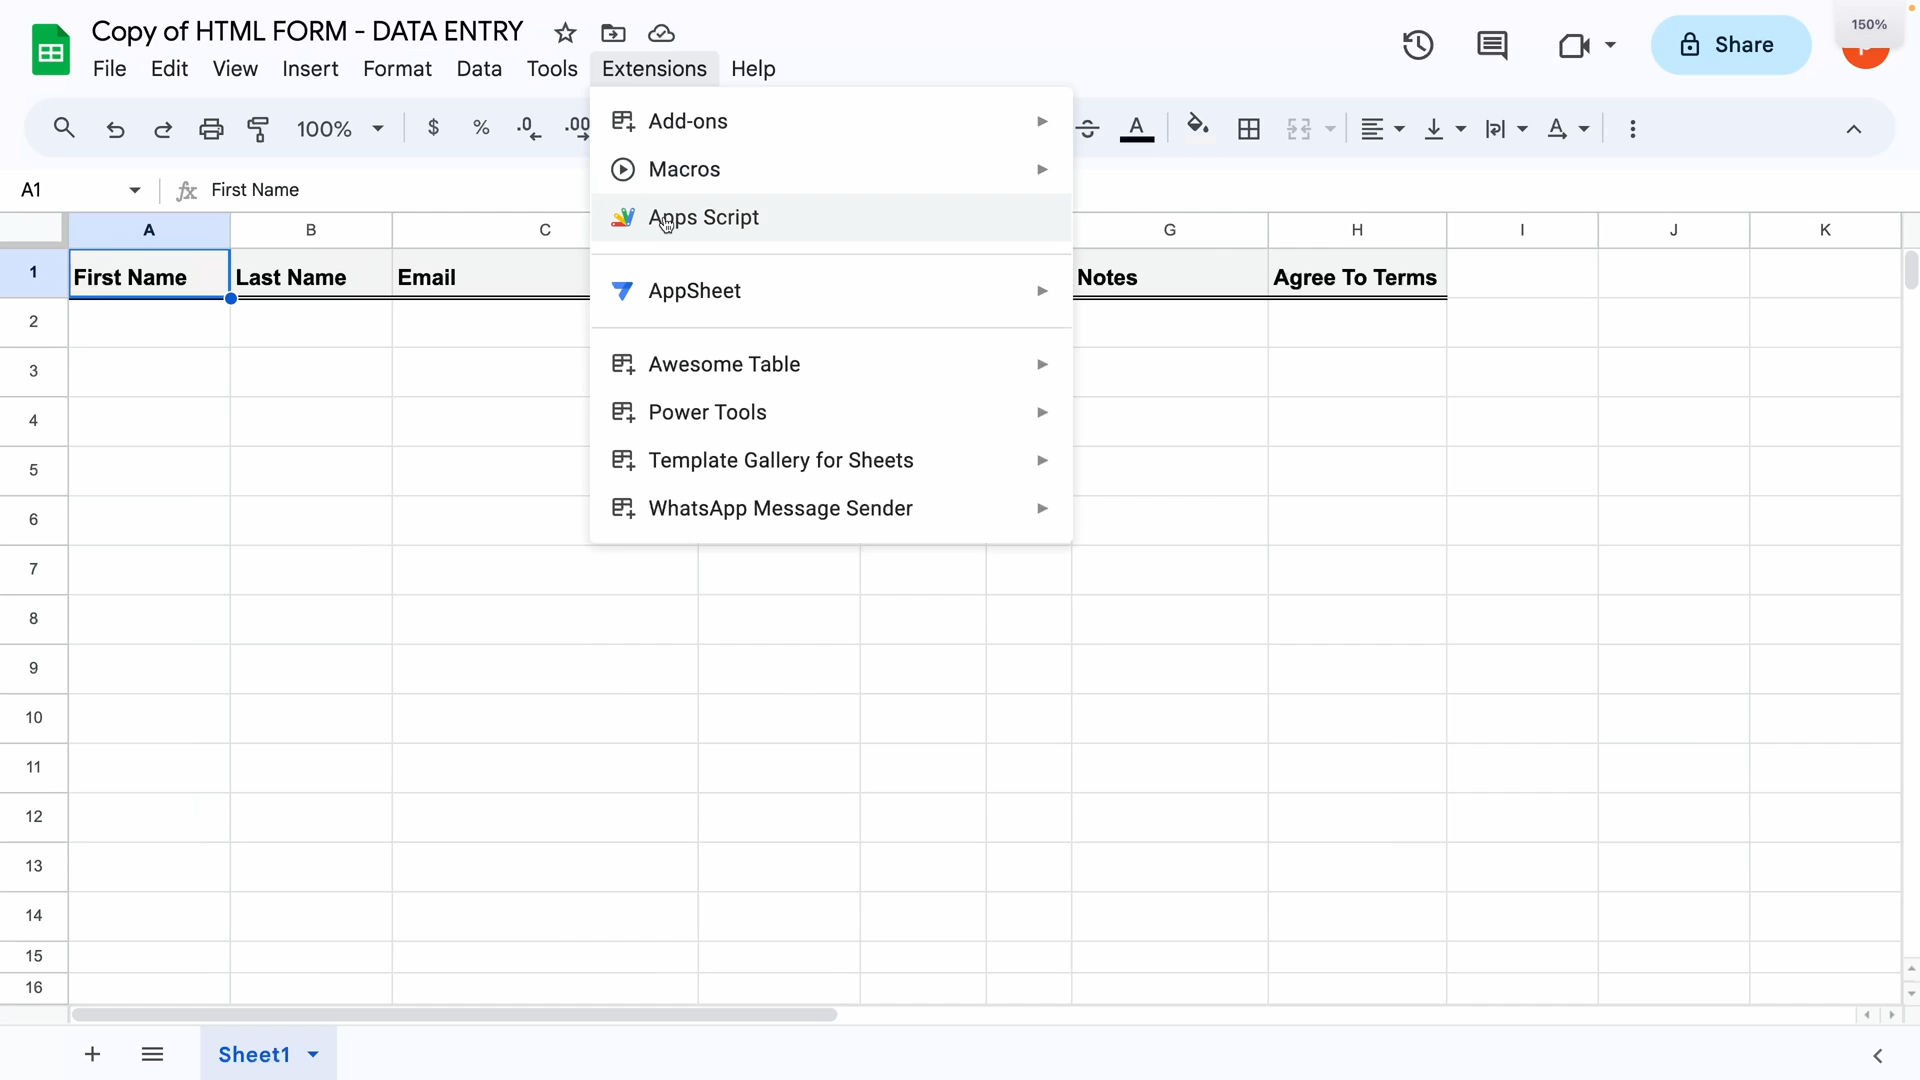 Copy of HTML FORM - DATA ENTRY
150%
Share
File Edit View Insert Format Data Tools Extensions Help
100% $ % .0 .00 A A
Add-ons
Macros
Apps Script
AppSheet
Awesome Table
Power Tools
Template Gallery for Sheets
WhatsApp Message Sender
A1 fx First Name
A B C G H I J K
1 First Name Last Name Email Notes Agree To Terms
2
3
4
5
6
7
8
9
10
11
12
13
14
15
16
Sheet1